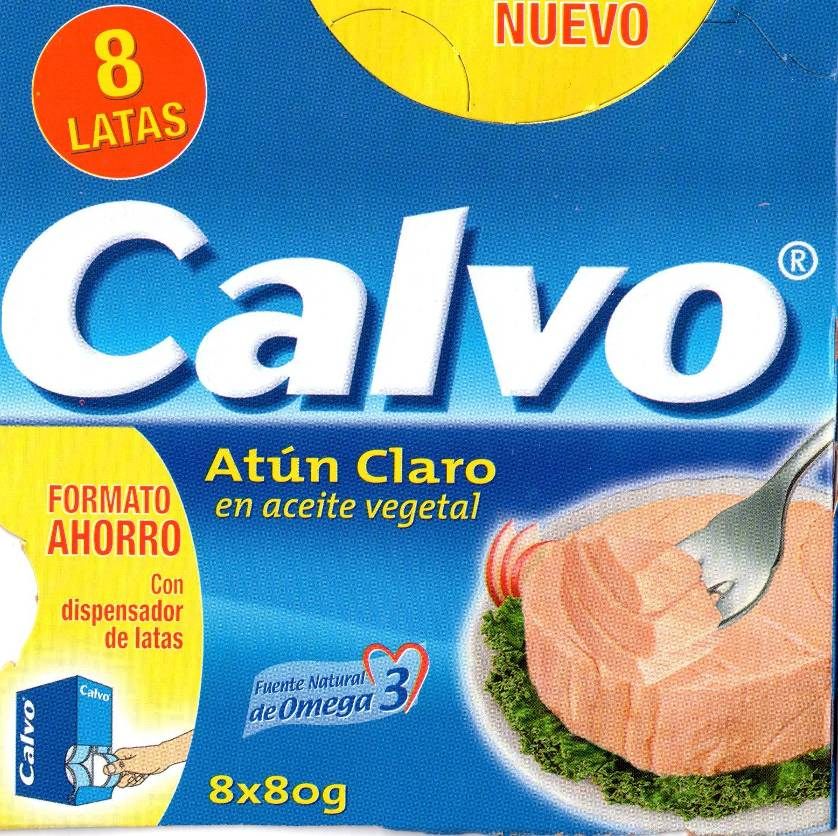 8
LATAS
NUEVO
Calvo®
Atún Claro
en aceite vegetal
FORMATO
AHORRO
Con
dispensador
de latas
Calvo
Calvo
Fuente Natural
de Omega 3
8x80g